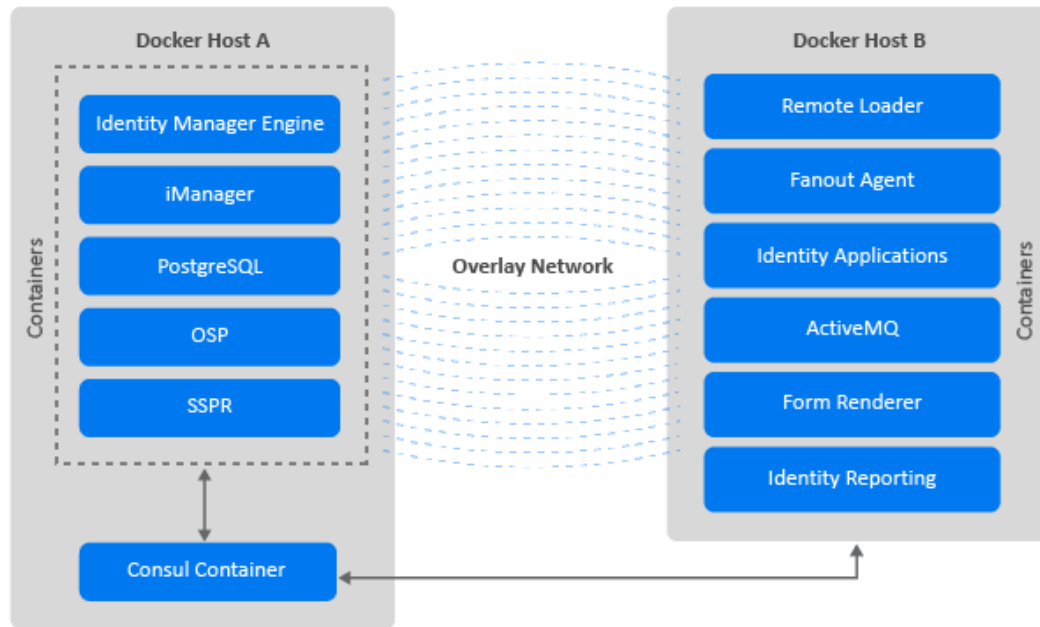 Docker Host A
Containers
Identity Manager Engine
iManager
PostgreSQL
OSP
SSPR
Consul Container
Overlay Network
Docker Host B
Remote Loader
Fanout Agent
Identity Applications
ActiveMQ
Form Renderer
Identity Reporting
Containers